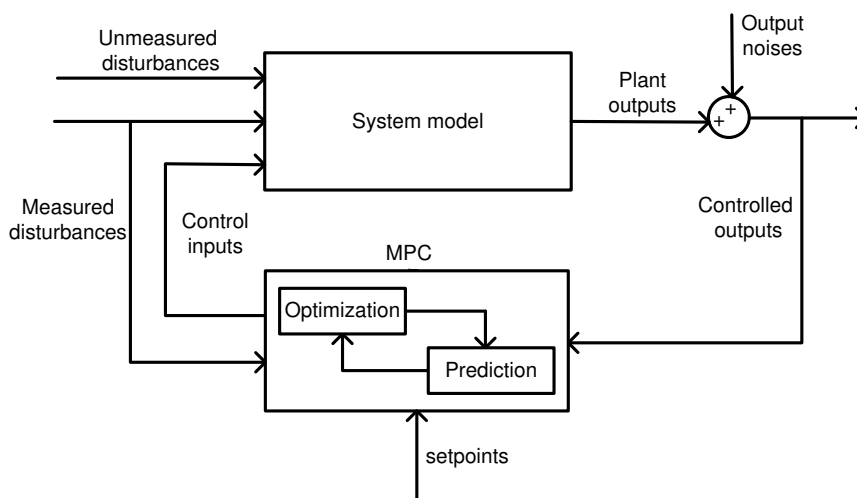 Unmeasured
disturbances
Output
noises
Plant
outputs
System model
+
+
Measured
disturbances
Control
inputs
Controlled
outputs
MPC
Optimization
Prediction
setpoints